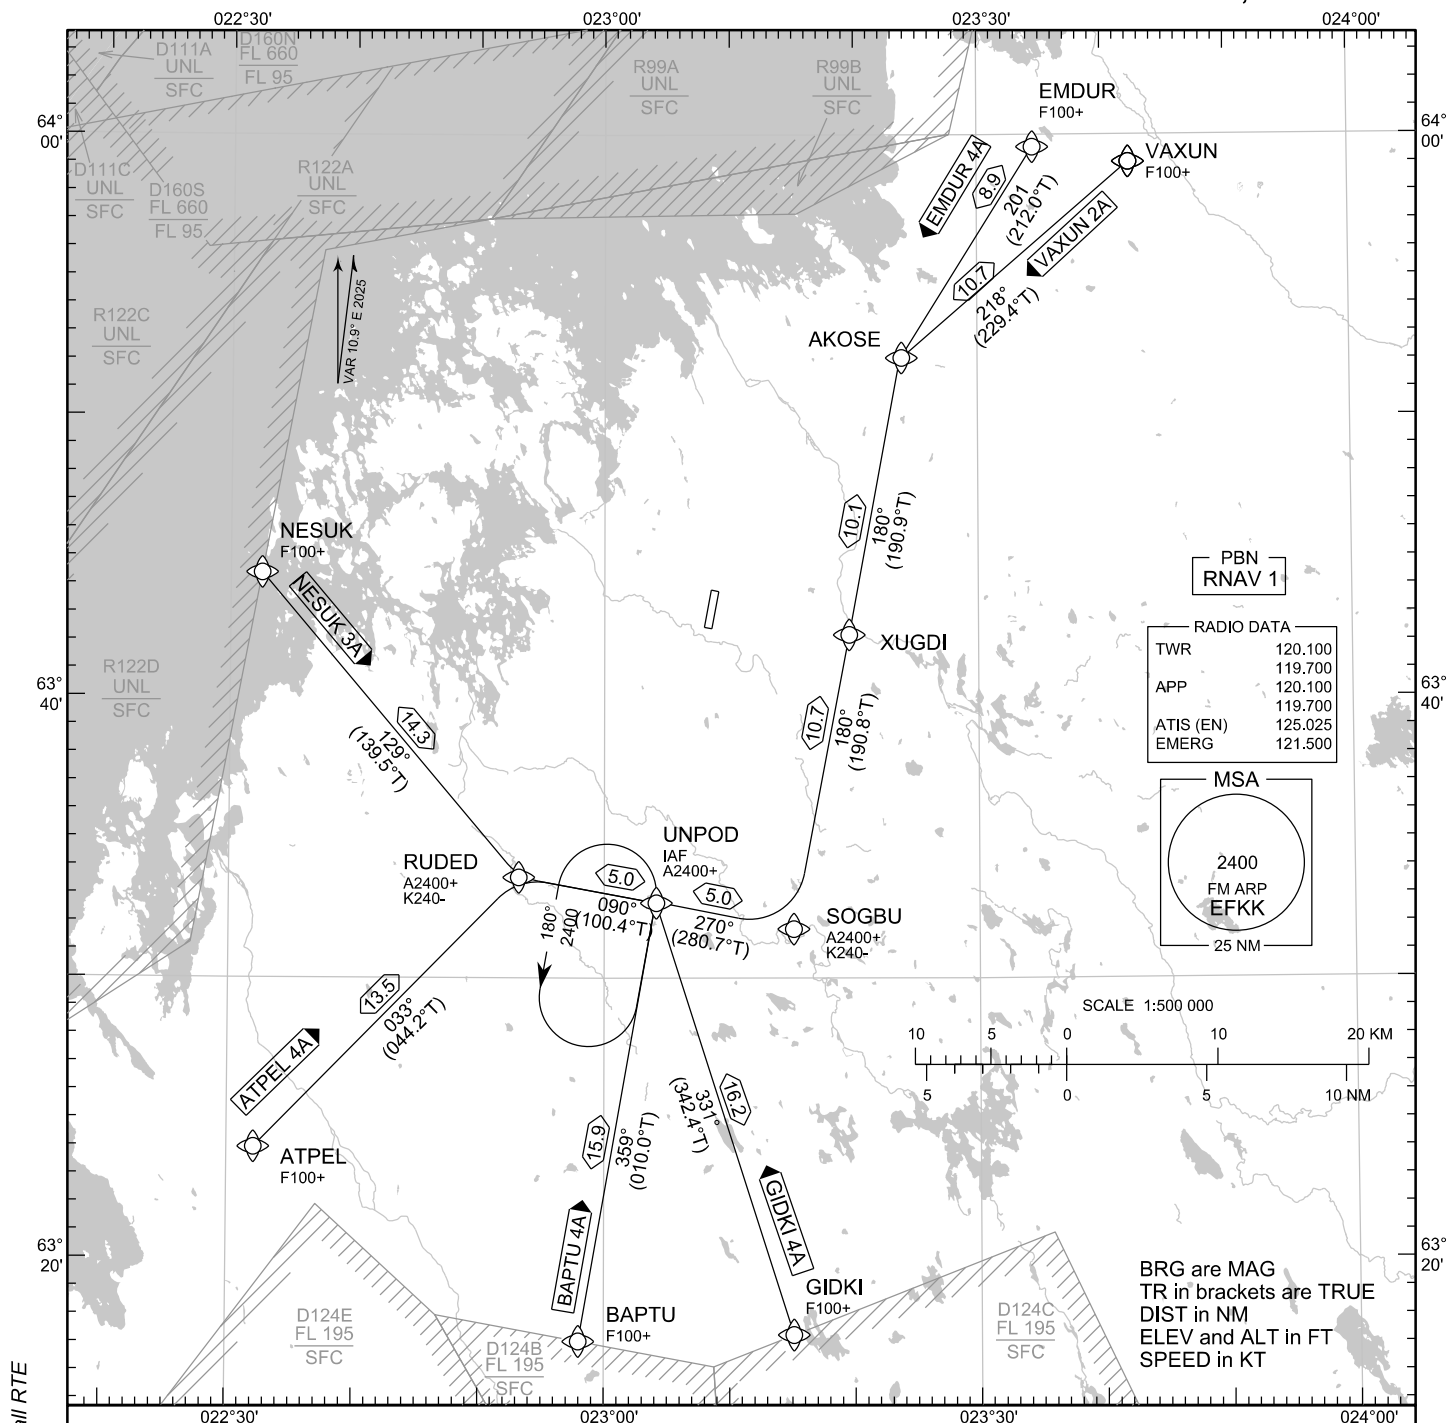 022°30'
023°00'
023°30'
024°00'
D111A
UNL
SFC
D160N
FL 660
FL 95
R99A
UNL
SFC
R99B
UNL
SFC
EMDUR
F100+
64°
00'
64°
00'
VAXUN
F100+
D111C
UNL
SFC
D160S
FL 660
FL 95
R122A
UNL
SFC
EMDUR 4A
8.9
201
(212.0°T)
VAXUN 2A
10.7
218°
(229.4°T)
VAR 10.9° E 2025
R122C
UNL
SFC
AKOSE
10.1
180°
(190.9°T)
NESUK
F100+
NESUK 3A
PBN
RNAV 1
XUGDI
RADIO DATA
TWR 120.100
119.700
APP 120.100
119.700
ATIS (EN) 125.025
EMERG 121.500
R122D
UNL
SFC
63°
40'
63°
40'
14.3
129°
(139.5°T)
10.7
180°
(190.8°T)
MSA
2400
FM ARP
EFKK
25 NM
UNPOD
IAF
A2400+
RUDED
A2400+
K240-
5.0
090°
(100.4°T)
5.0
270°
(280.7°T)
SOGBU
A2400+
K240-
180°
2400
13.5
033°
(044.2°T)
SCALE 1:500 000
10 5 0 10 20 KM
5 0 5 10 NM
ATPEL 4A
ATPEL
F100+
15.9
359°
(010.0°T)
16.2
331°
(342.4°T)
BAPTU 4A
GIDKI 4A
63°
20'
63°
20'
BRG are MAG
TR in brackets are TRUE
DIST in NM
ELEV and ALT in FT
SPEED in KT
GIDKI
F100+
BAPTU
F100+
D124E
FL 195
SFC
D124B
FL 195
SFC
D124C
FL 195
SFC
RTE
022°30'
023°00'
023°30'
024°00'